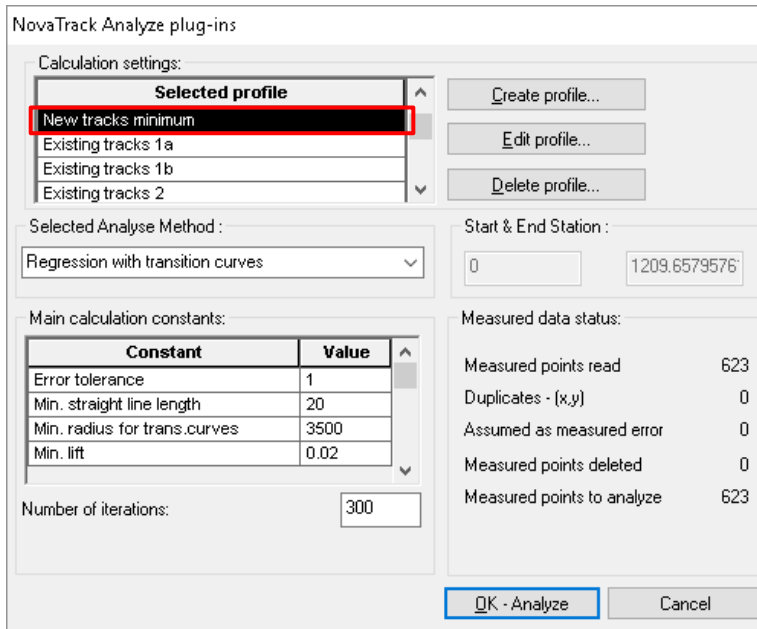 NovaTrack Analyze plug-ins
Calculation settings:
Selected profile
New tracks minimum
Existing tracks 1a
Existing tracks 1b
Existing tracks 2
Create profile...
Edit profile...
Delete profile...
Selected Analyse Method :
Regression with transition curves
Start & End Station :
0 1209.6579576
Main calculation constants:
Constant Value
Error tolerance 1
Min. straight line length 20
Min. radius for trans.curves 3500
Min. lift 0.02
Number of iterations: 300
Measured data status:
Measured points read 623
Duplicates - (x,y) 0
Assumed as measured error 0
Measured points deleted 0
Measured points to analyze 623
OK - Analyze Cancel